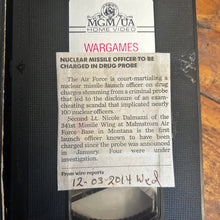 MGM/UA
HOME VIDEO
WARGAMES
NUCLEAR MISSILE OFFICER TO BE
CHARGED IN DRUG PROBE
The Air Force is court-martialing a
nuclear missile launch officer on drug
charges stemming from a criminal probe
that led to the disclosure of an exam-
cheating scandal that implicated nearly
100 nuclear officers.
Second Lt. Nicole Dalmazzi of the
341st Missile Wing at Malmstrom Air
Force Base in Montana is the first
launch officer known to have been
charged since the probe was announced
in January. Four were under
investigation.
From wire reports
12-03-2014 Wed